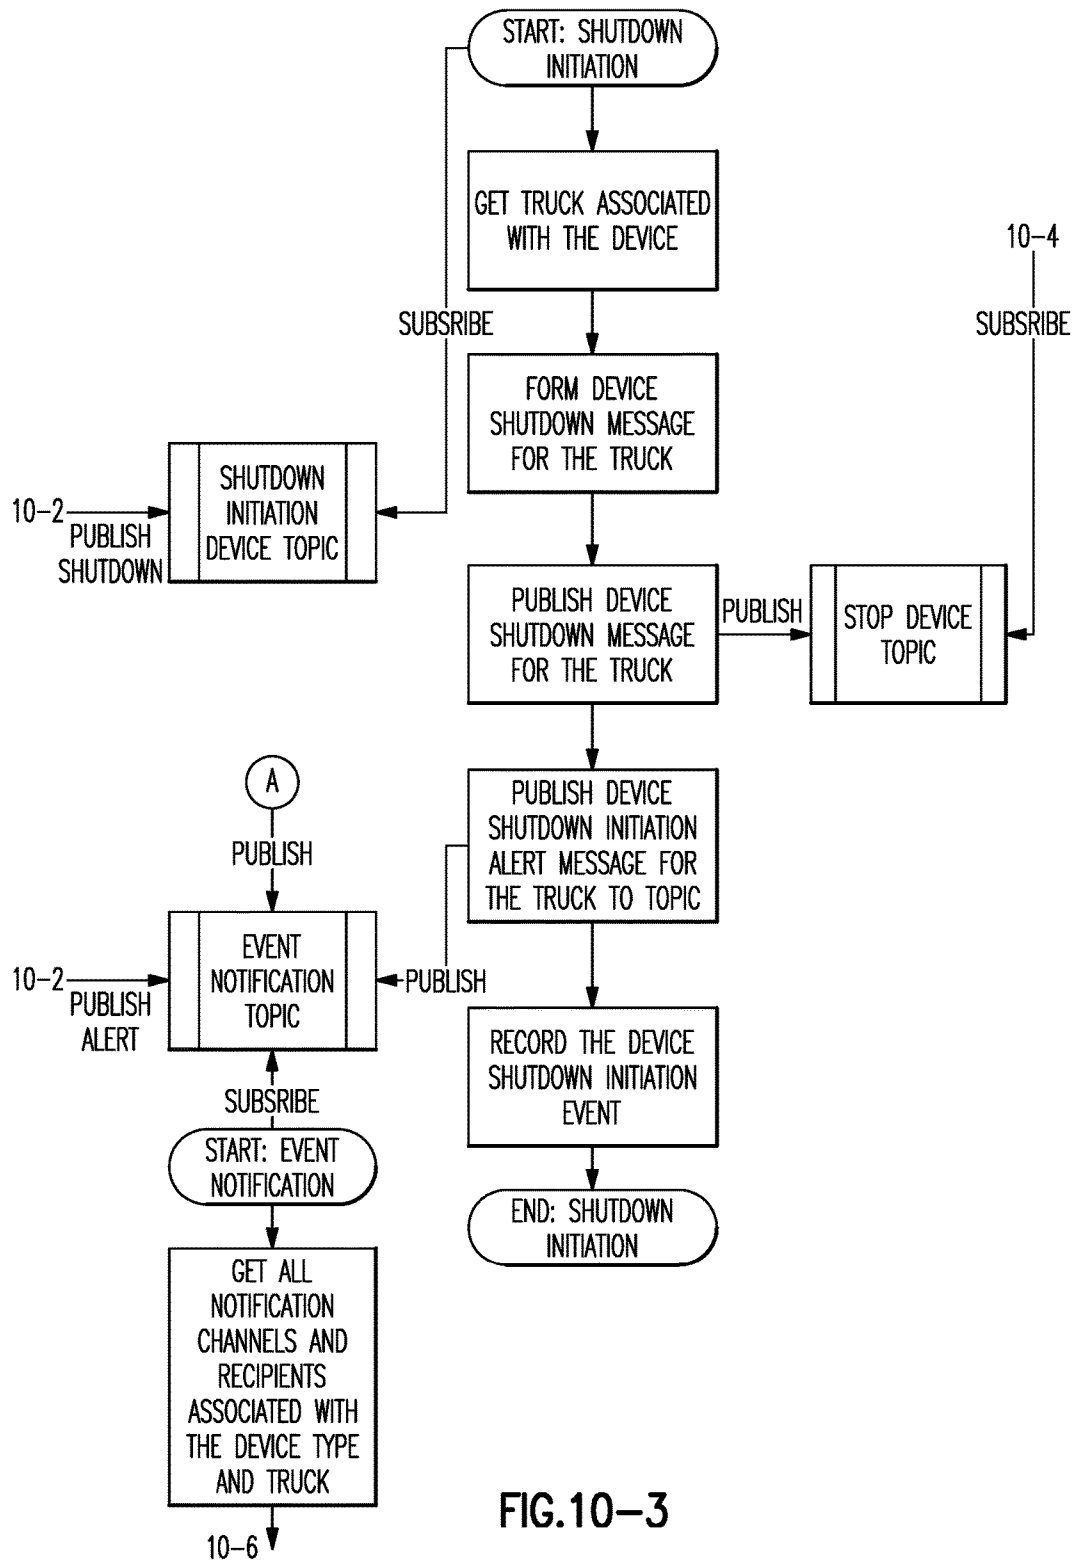 START: SHUTDOWN
INITIATION
GET TRUCK ASSOCIATED
WITH THE DEVICE
10-4
SUBSRIBE
SUBSRIBE
FORM DEVICE
SHUTDOWN MESSAGE
FOR THE TRUCK
SHUTDOWN
INITIATION
DEVICE TOPIC
10-2
PUBLISH
SHUTDOWN
PUBLISH DEVICE
SHUTDOWN MESSAGE
FOR THE TRUCK
PUBLISH
STOP DEVICE
TOPIC
A
PUBLISH
PUBLISH DEVICE
SHUTDOWN INITIATION
ALERT MESSAGE FOR
THE TRUCK TO TOPIC
EVENT
NOTIFICATION
TOPIC
10-2
PUBLISH
ALERT
PUBLISH
RECORD THE DEVICE
SHUTDOWN INITIATION
EVENT
SUBSRIBE
START: EVENT
NOTIFICATION
END: SHUTDOWN
INITIATION
GET ALL
NOTIFICATION
CHANNELS AND
RECIPIENTS
ASSOCIATED WITH
THE DEVICE TYPE
AND TRUCK
10-6
FIG.10-3